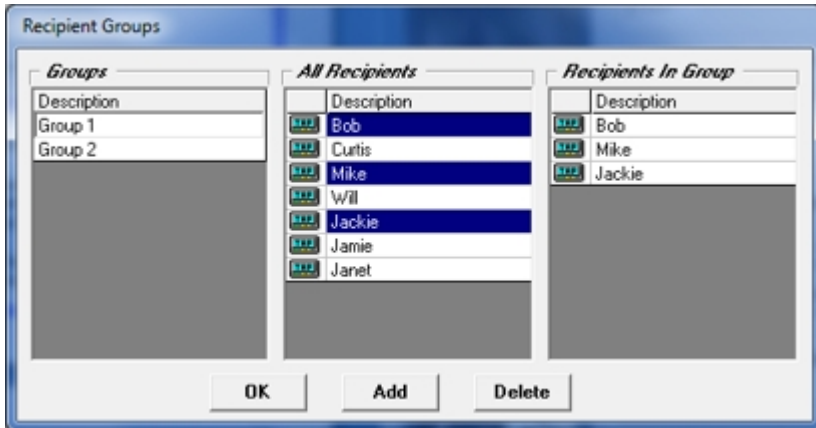 Recipient Groups
Groups
Description
Group 1
Group 2
All Recipients
Description
Bob
Curtis
Mike
Will
Jackie
Jamie
Janet
Recipients In Group
Description
Bob
Mike
Jackie
OK Add Delete